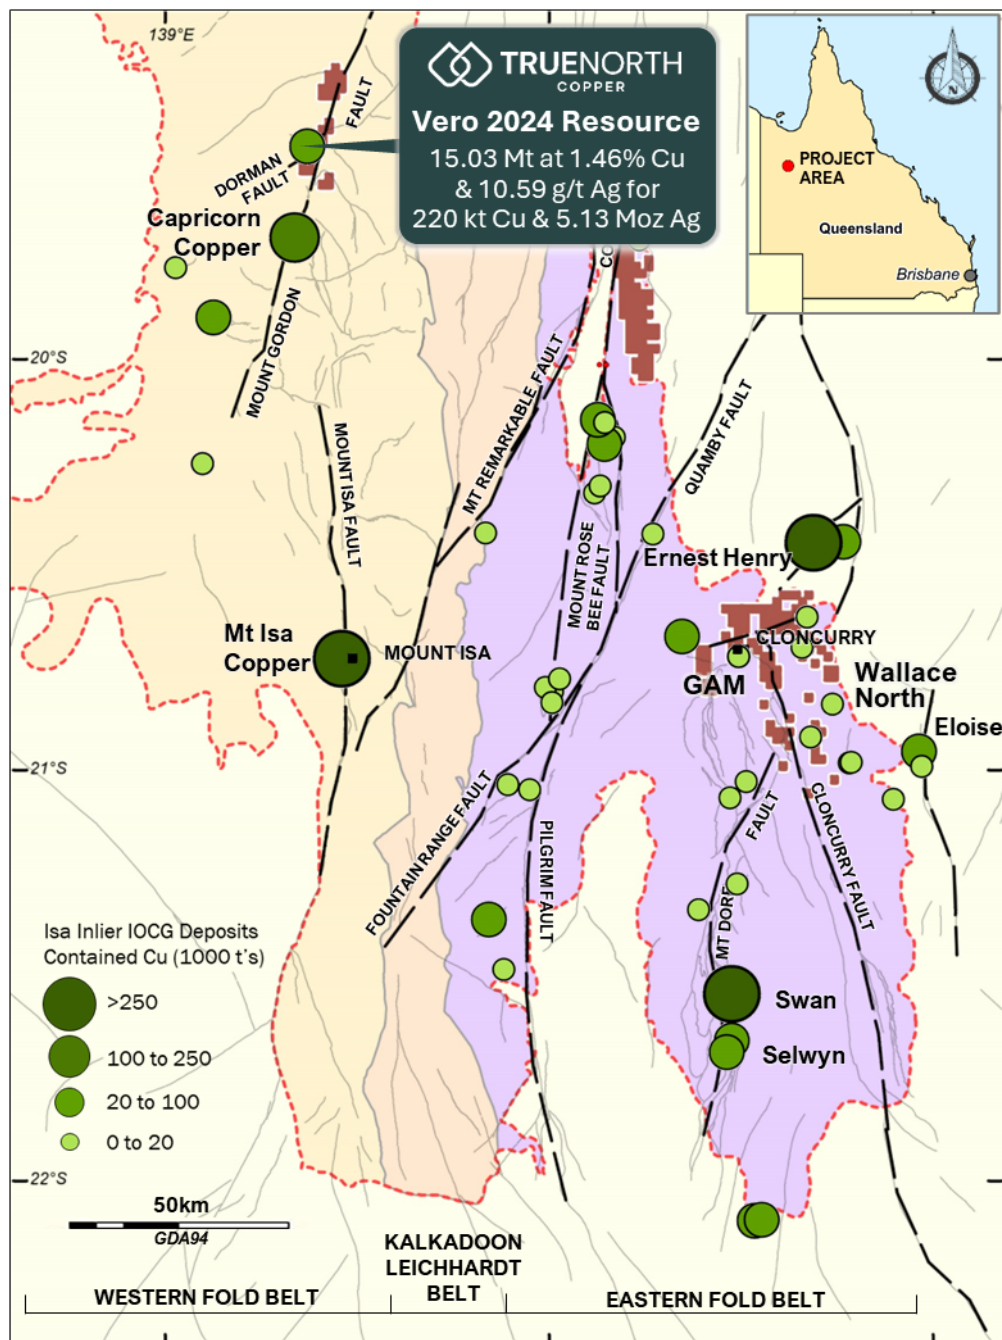 139°E
TRUENORTH
COPPER
Vero 2024 Resource
15.03 Mt at 1.46% Cu
& 10.59 g/t Ag for
220 kt Cu & 5.13 Moz Ag
N
PROJECT
AREA
Queensland
Brisbane
FAULT
DORMAN
FAULT
Capricorn
Copper
CO
MOUNT GORDON
20°S
MOUNT ISA FAULT
MT REMARKABLE FAULT
QUAMBY FAULT
MOUNT ROSE
BEE FAULT
Ernest Henry
Mt Isa
Copper
MOUNT ISA
CLONCURRY
GAM
Wallace
North
Eloise
21°S
FOUNTAIN RANGE FAULT
PILGRIM FAULT
FAULT
MT DORE
CLONCURRY FAULT
Isa Inlier IOCG Deposits
Contained Cu (1000 t's)
>250
100 to 250
20 to 100
0 to 20
Swan
Selwyn
22°S
50km
GDA94
WESTERN FOLD BELT
KALKADOON
LEICHHARDT
BELT
EASTERN FOLD BELT